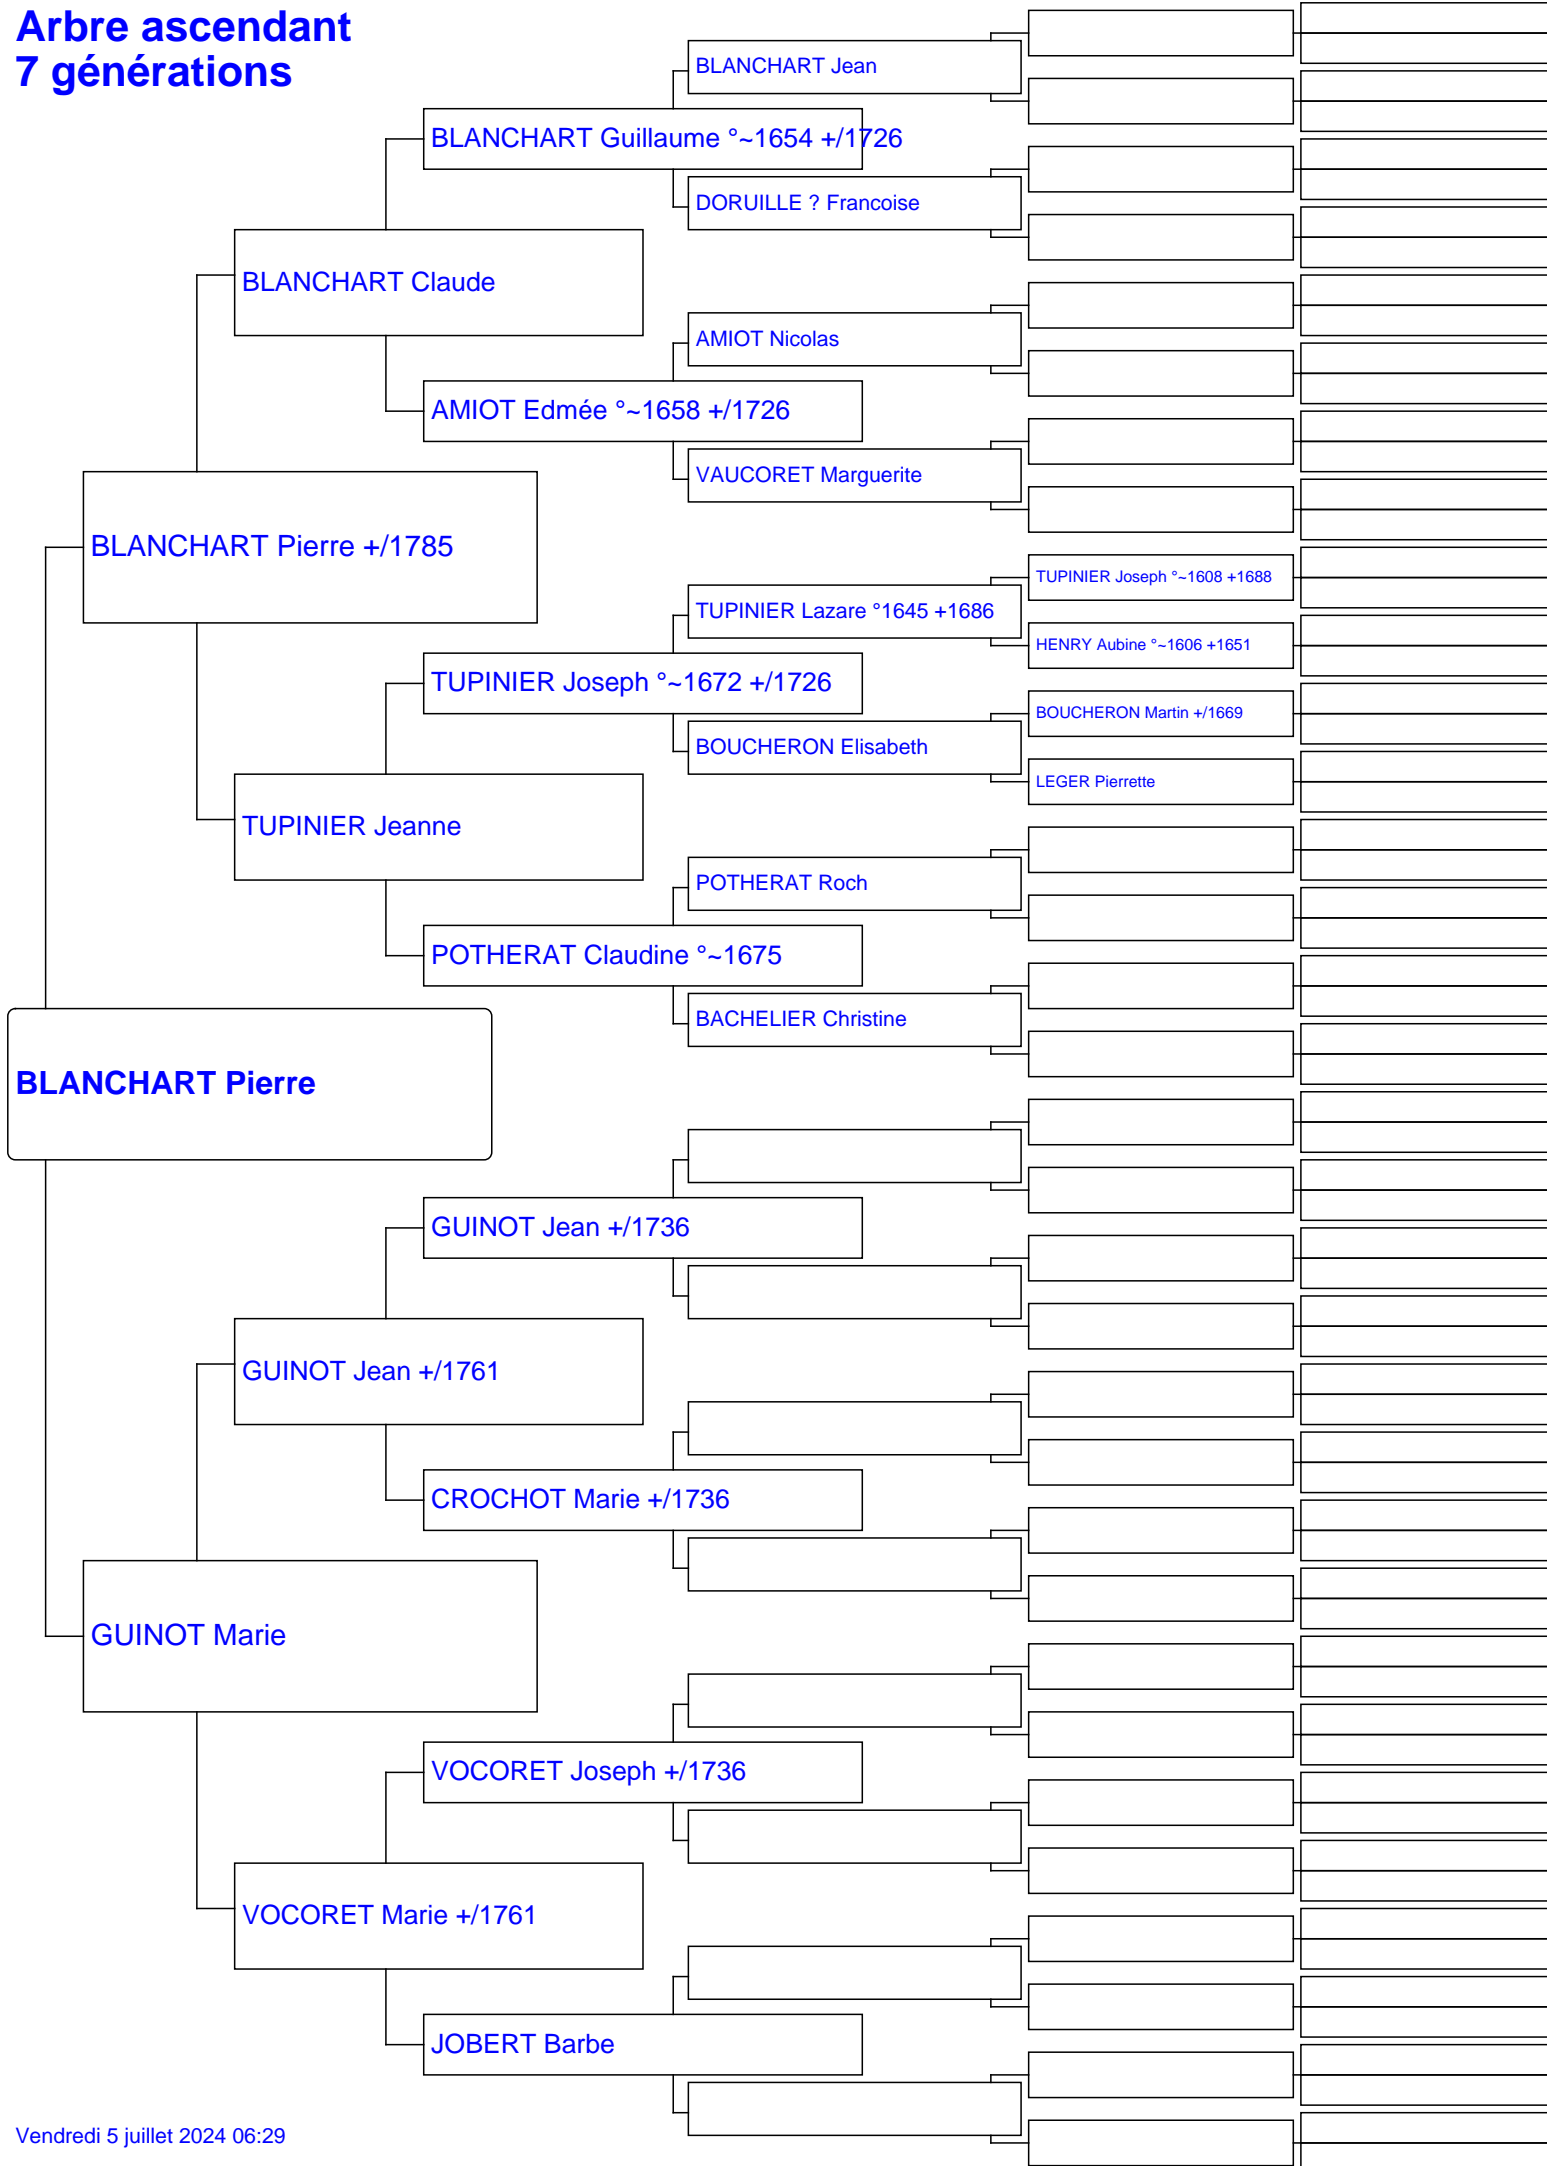 Arbre ascendant
7 générations
BLANCHART Jean
BLANCHART Guillaume °~1654 +/1726
DORUILLE ? Francoise
BLANCHART Claude
AMIOT Nicolas
AMIOT Edmée °~1658 +/1726
VAUCORET Marguerite
BLANCHART Pierre +/1785
TUPINIER Joseph °~1608 +1688
TUPINIER Lazare °1645 +1686
HENRY Aubine °~1606 +1651
TUPINIER Joseph °~1672 +/1726
BOUCHERON Martin +/1669
BOUCHERON Elisabeth
LEGER Pierrette
TUPINIER Jeanne
POTHERAT Roch
POTHERAT Claudine °~1675
BACHELIER Christine
BLANCHART Pierre
GUINOT Jean +/1736
GUINOT Jean +/1761
CROCHOT Marie +/1736
GUINOT Marie
VOCORET Joseph +/1736
VOCORET Marie +/1761
JOBERT Barbe
Vendredi 5 juillet 2024 06:29